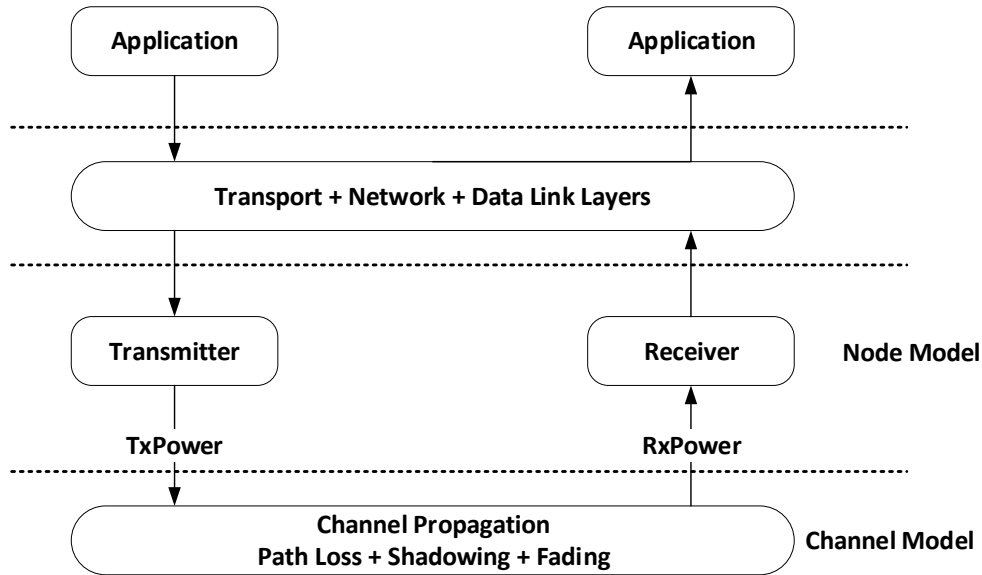 Application
Application
Transport + Network + Data Link Layers
Transmitter
Receiver
Node Model
TxPower
RxPower
Channel Propagation
Path Loss + Shadowing + Fading
Channel Model